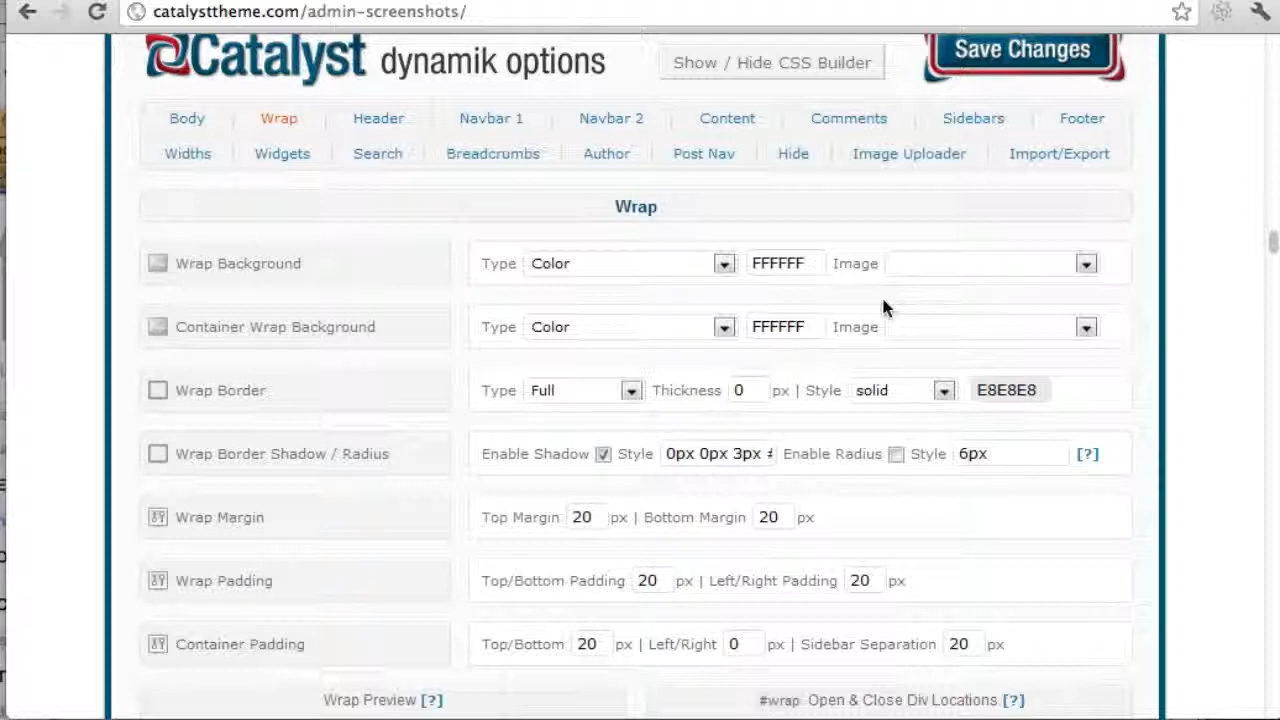 catalysttheme.com/admin-screenshots/
Catalyst dynamik options Show / Hide CSS Builder Save Changes
Body Wrap Header Navbar 1 Navbar 2 Content Comments Sidebars Footer
Widths Widgets Search Breadcrumbs Author Post Nav Hide Image Uploader Import/Export
Wrap
Wrap Background Type Color FFFFFF Image
Container Wrap Background Type Color FFFFFF Image
Wrap Border Type Full Thickness 0 px | Style solid E8E8E8
Wrap Border Shadow / Radius Enable Shadow Style 0px 0px 3px # Enable Radius Style 6px [?]
Wrap Margin Top Margin 20 px | Bottom Margin 20 px
Wrap Padding Top/Bottom Padding 20 px | Left/Right Padding 20 px
Container Padding Top/Bottom 20 px | Left/Right 0 px | Sidebar Separation 20 px
Wrap Preview [?] #wrap Open & Close Div Locations [?]